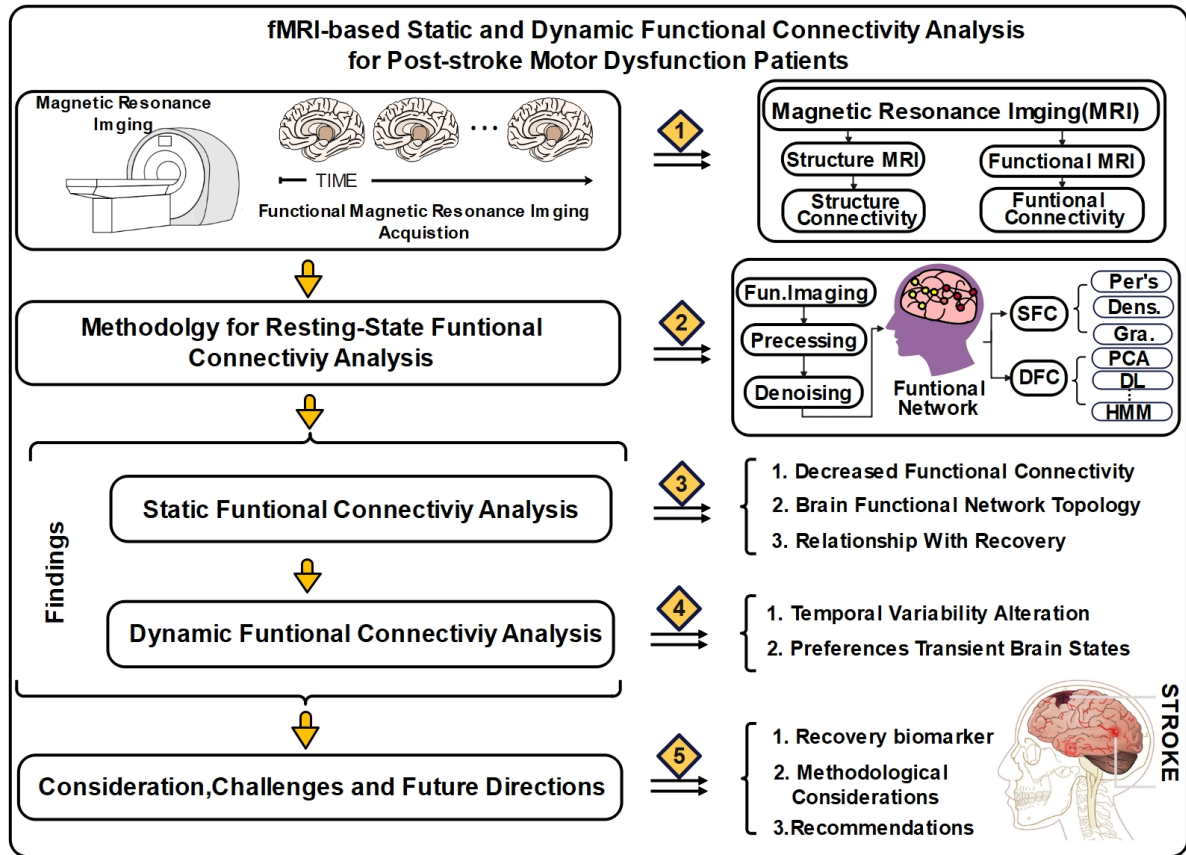 fMRI-based Static and Dynamic Functional Connectivity Analysis
for Post-stroke Motor Dysfunction Patients
Magnetic Resonance
Imging
TIME
Functional Magnetic Resonance Imging
Acquistion
1
Magnetic Resonance Imging(MRI)
Structure MRI
Functional MRI
Structure
Connectivity
Funtional
Connectivity
Methodolgy for Resting-State Funtional
Connectiviy Analysis
2
Fun.Imaging
Precessing
Denoising
Funtional
Network
SFC
DFC
Per's
Dens.
Gra.
PCA
DL
HMM
Findings
Static Funtional Connectiviy Analysis
3
1. Decreased Functional Connectivity
2. Brain Functional Network Topology
3. Relationship With Recovery
Dynamic Funtional Connectiviy Analysis
4
1. Temporal Variability Alteration
2. Preferences Transient Brain States
Consideration,Challenges and Future Directions
5
1. Recovery biomarker
2. Methodological
Considerations
3.Recommendations
STROKE